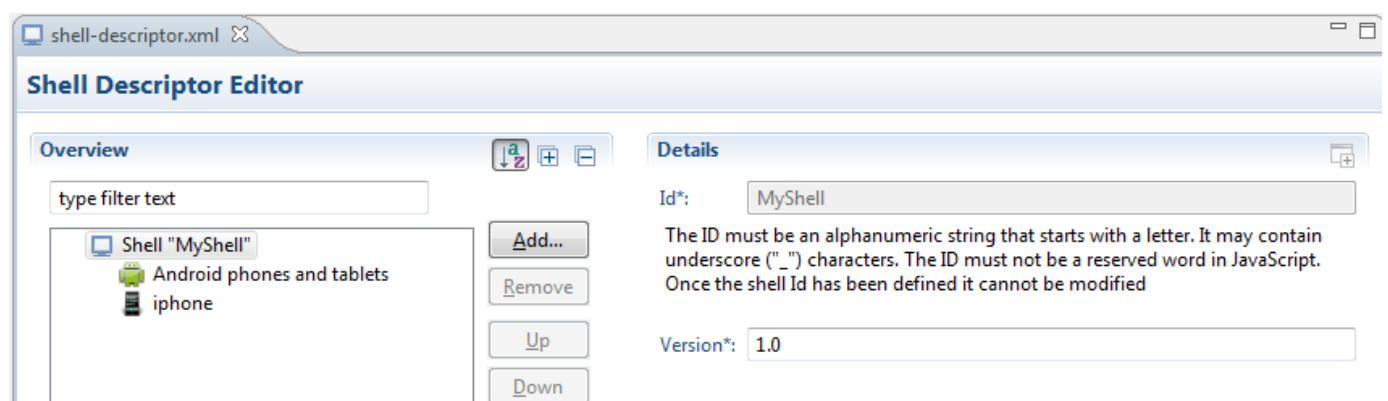 shell-descriptor.xml
Shell Descriptor Editor
Overview
type filter text
Shell "MyShell"
Android phones and tablets
iphone
Add...
Remove
Up
Down
Details
Id*: MyShell
The ID must be an alphanumeric string that starts with a letter. It may contain
underscore ("_") characters. The ID must not be a reserved word in JavaScript.
Once the shell Id has been defined it cannot be modified
Version*: 1.0